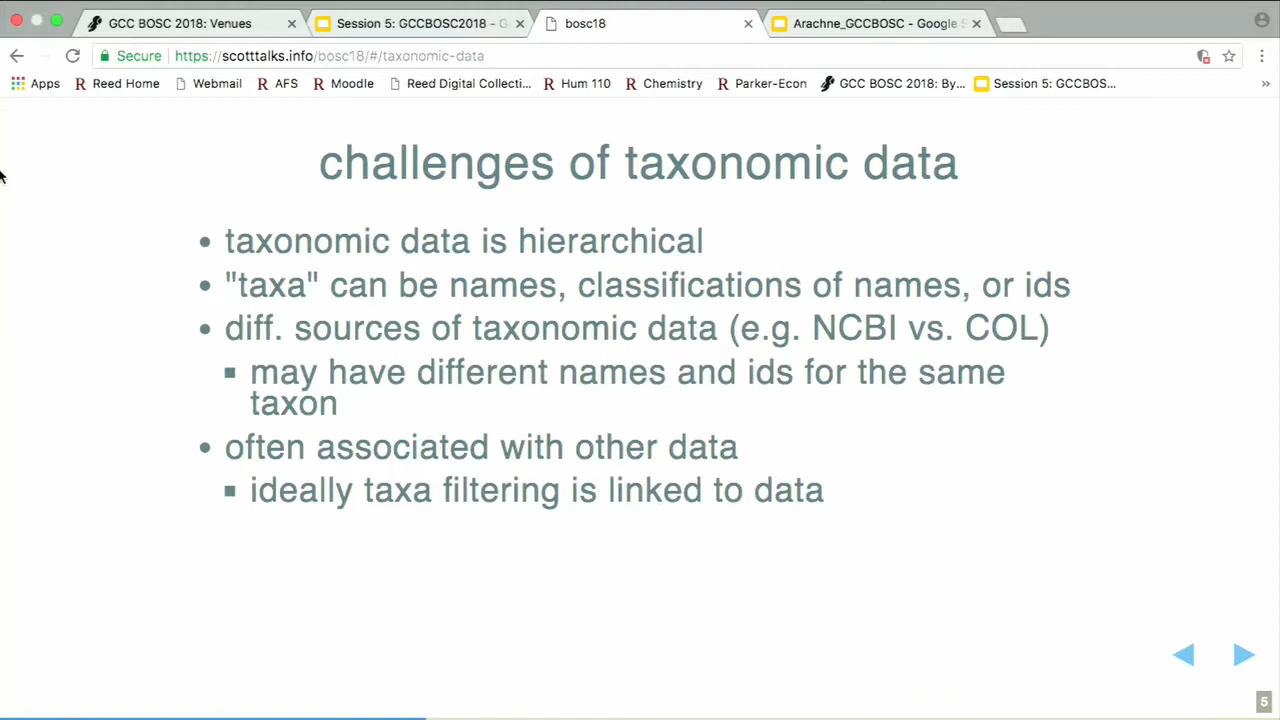 GCC BOSC 2018: Venues
Session 5: GCCBOSC2018 - G
bosc18
Arachne_GCCBOSC - Google S
Secure https://scotttalks.info/bosc18/#/taxonomic-data
Apps Reed Home Webmail AFS Moodle Reed Digital Collecti... Hum 110 Chemistry Parker-Econ GCC BOSC 2018: By... Session 5: GCCBOS... »
challenges of taxonomic data
• taxonomic data is hierarchical
• "taxa" can be names, classifications of names, or ids
• diff. sources of taxonomic data (e.g. NCBI vs. COL)
▪ may have different names and ids for the same
taxon
• often associated with other data
▪ ideally taxa filtering is linked to data
5